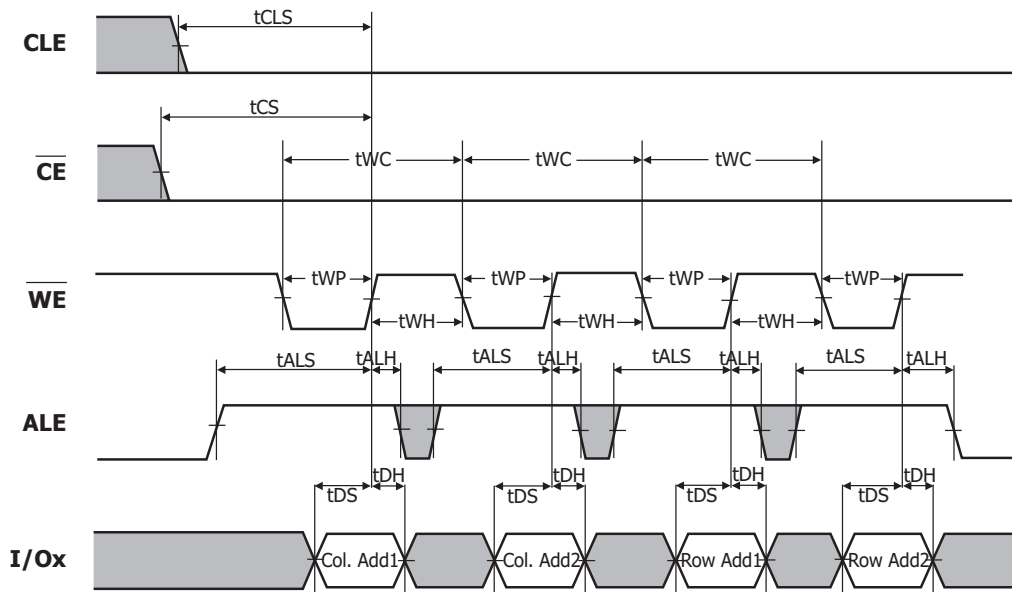 tCLS
CLE
tCS
tWC tWC tWC
CE
tWP tWP tWP tWP
WE
tWH tWH tWH
tALS tALH tALS tALH tALS tALH tALS tALH
ALE
tDH tDH tDH tDH
tDS tDS tDS tDS
I/Ox Col. Add1 Col. Add2 Row Add1 Row Add2